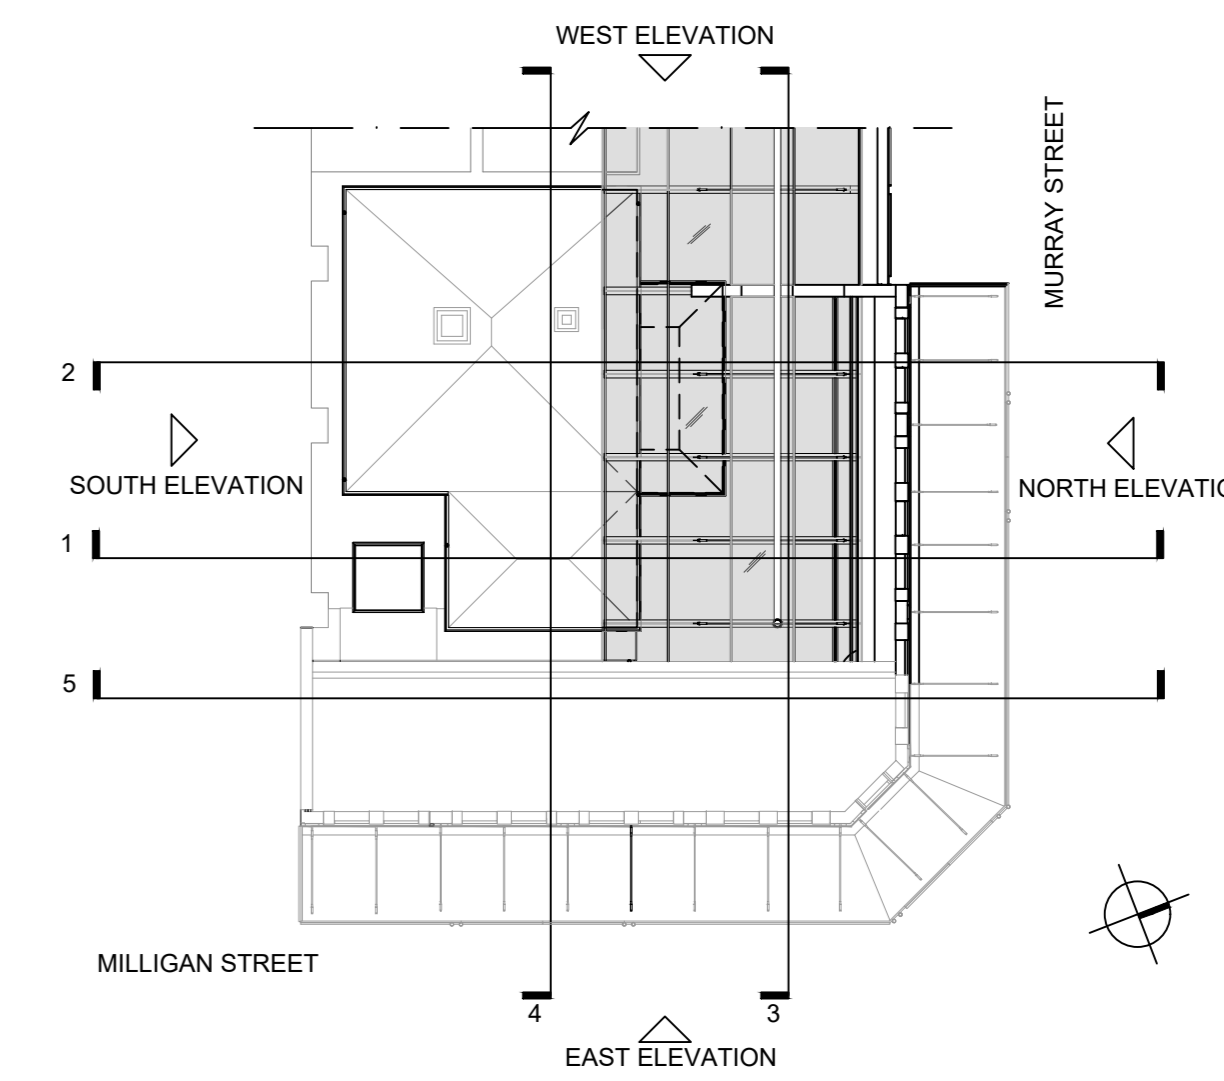 WEST ELEVATION
MURRAY STREET
2
SOUTH ELEVATION
NORTH ELEVATIO
1
5
MILLIGAN STREET
4
3
EAST ELEVATION